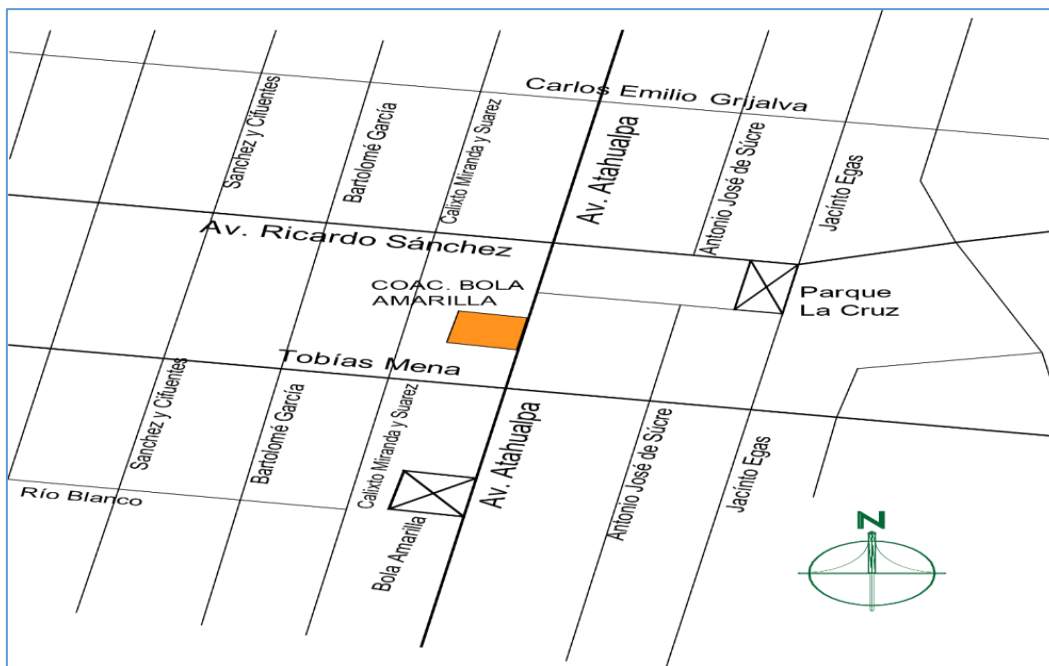 Carlos Emilio Grijalva
Sanchez y Cifuentes
Bartolomé García
Calixto Miranda y Suarez
Av. Atahualpa
Antonio José de Súcre
Jacínto Egas
Av. Ricardo Sánchez
COAC. BOLA
AMARILLA
Parque
La Cruz
Tobías Mena
Sanchez y Cifuentes
Bartolomé García
Calixto Miranda y Suarez
Av. Atahualpa
Antonio José de Súcre
Jacínto Egas
Río Blanco
Bola Amarilla
N